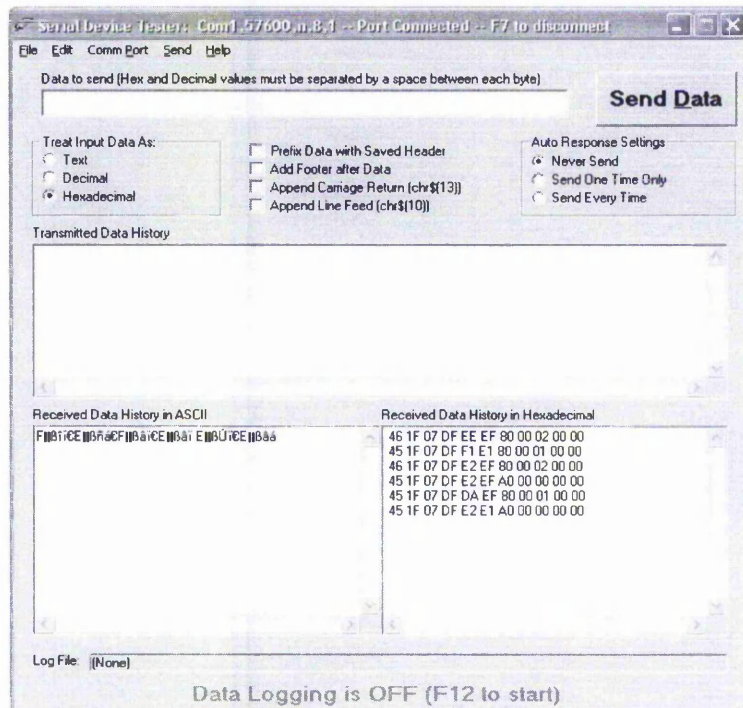 Serial Device Tester: Com1,57600,n,8,1 -- Port Connected -- F7 to disconnect
File Edit Comm Port Send Help
Data to send (Hex and Decimal values must be separated by a space between each byte)
Send Data
Treat Input Data As:
Text
Decimal
Hexadecimal
Prefix Data with Saved Header
Add Footer after Data
Append Carriage Return (chr$(13))
Append Line Feed (chr$(10))
Auto Response Settings
Never Send
Send One Time Only
Send Every Time
Transmitted Data History
Received Data History in ASCII
Received Data History in Hexadecimal
46 1F 07 DF EE EF 80 00 02 00 00
45 1F 07 DF F1 E1 80 00 01 00 00
46 1F 07 DF E2 EF 80 00 02 00 00
45 1F 07 DF E2 EF A0 00 00 00 00
45 1F 07 DF DA EF 80 00 01 00 00
45 1F 07 DF E2 E1 A0 00 00 00 00
Log File: (None)
Data Logging is OFF (F12 to start)